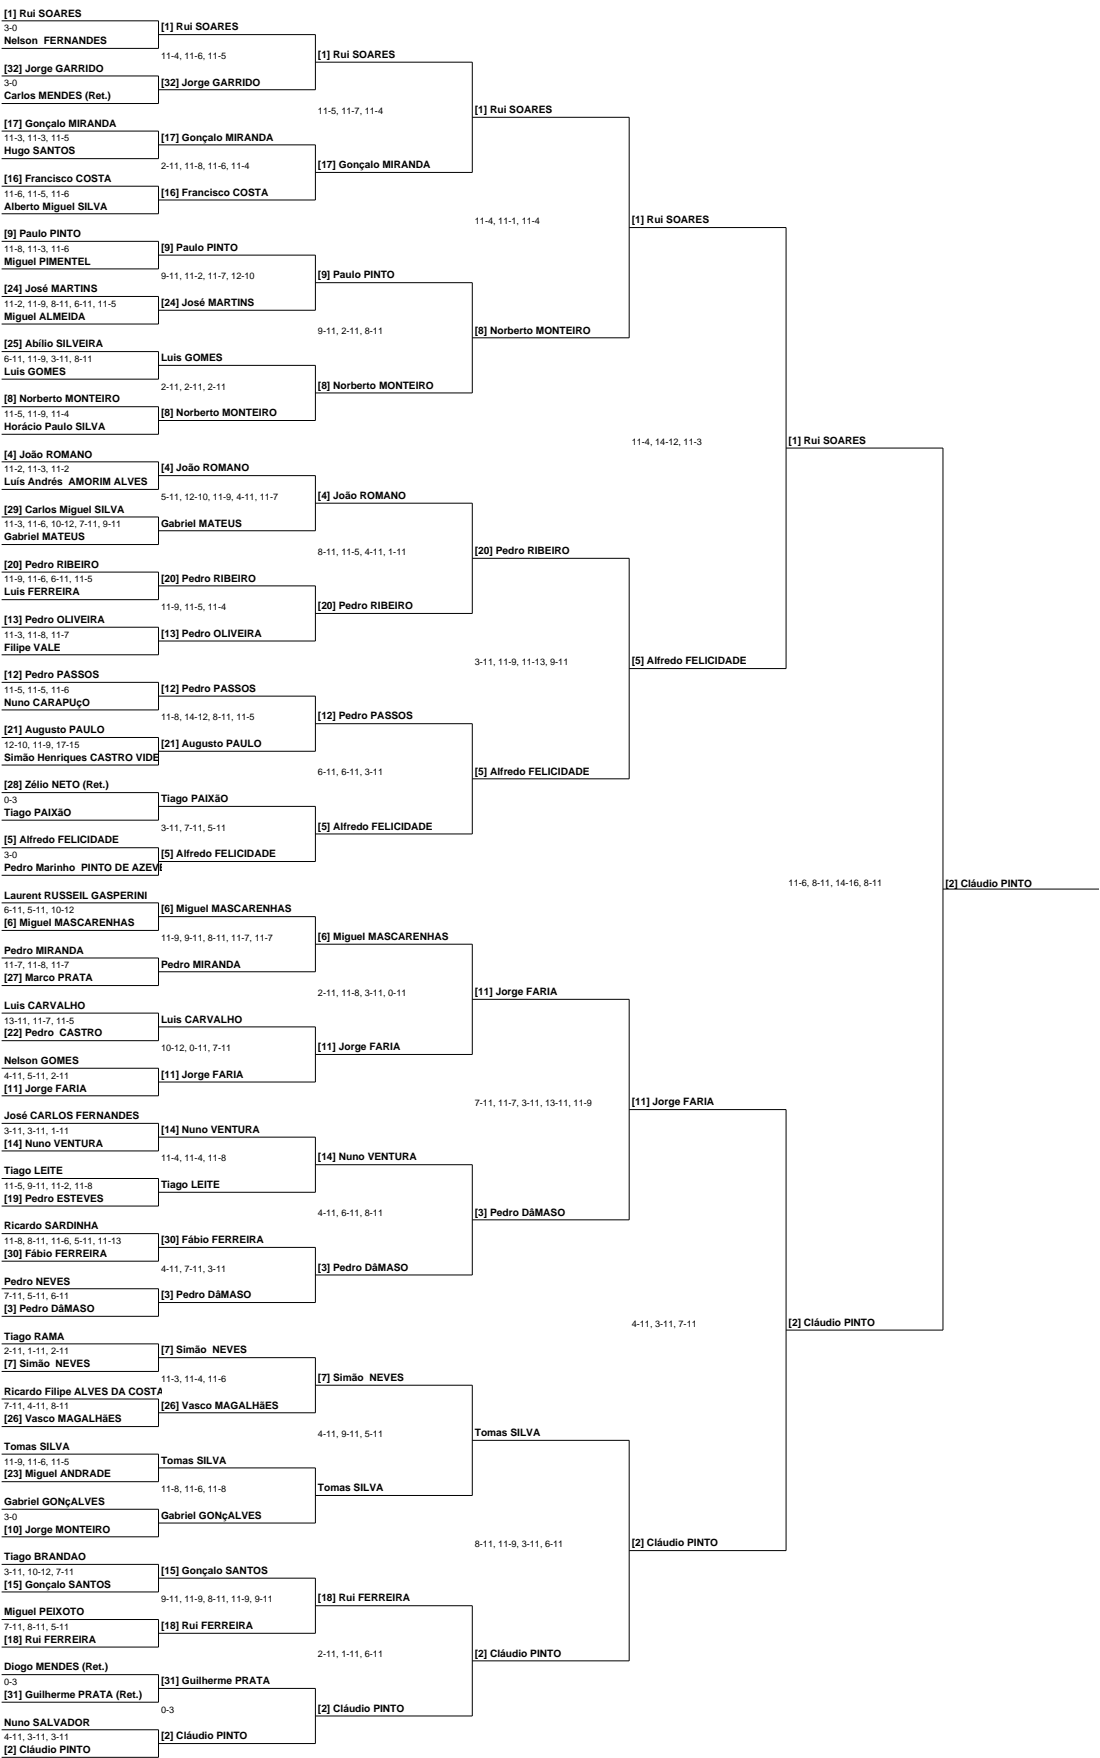 [1] Rui SOARES
3-0
Nelson  FERNANDES
[1] Rui SOARES
11-4, 11-6, 11-5
[32] Jorge GARRIDO
3-0
Carlos MENDES (Ret.)
[32] Jorge GARRIDO
[1] Rui SOARES
11-5, 11-7, 11-4
[17] Gonçalo MIRANDA
11-3, 11-3, 11-5
Hugo SANTOS
[17] Gonçalo MIRANDA
2-11, 11-8, 11-6, 11-4
[16] Francisco COSTA
11-6, 11-5, 11-6
Alberto Miguel SILVA
[16] Francisco COSTA
[17] Gonçalo MIRANDA
[1] Rui SOARES
11-4, 11-1, 11-4
[9] Paulo PINTO
11-8, 11-3, 11-6
Miguel PIMENTEL
[9] Paulo PINTO
9-11, 11-2, 11-7, 12-10
[24] José MARTINS
11-2, 11-9, 8-11, 6-11, 11-5
Miguel ALMEIDA
[24] José MARTINS
[9] Paulo PINTO
9-11, 2-11, 8-11
[25] Abílio SILVEIRA
6-11, 11-9, 3-11, 8-11
Luis GOMES
Luis GOMES
2-11, 2-11, 2-11
[8] Norberto MONTEIRO
11-5, 11-9, 11-4
Horácio Paulo SILVA
[8] Norberto MONTEIRO
[8] Norberto MONTEIRO
[8] Norberto MONTEIRO
[1] Rui SOARES
11-4, 14-12, 11-3
[4] João ROMANO
11-2, 11-3, 11-2
Luís Andrés  AMORIM ALVES
[4] João ROMANO
5-11, 12-10, 11-9, 4-11, 11-7
[29] Carlos Miguel SILVA
11-3, 11-6, 10-12, 7-11, 9-11
Gabriel MATEUS
Gabriel MATEUS
[4] João ROMANO
8-11, 11-5, 4-11, 1-11
[20] Pedro RIBEIRO
11-9, 11-6, 6-11, 11-5
Luis FERREIRA
[20] Pedro RIBEIRO
11-9, 11-5, 11-4
[13] Pedro OLIVEIRA
11-3, 11-8, 11-7
Filipe VALE
[13] Pedro OLIVEIRA
[20] Pedro RIBEIRO
[20] Pedro RIBEIRO
3-11, 11-9, 11-13, 9-11
[12] Pedro PASSOS
11-5, 11-5, 11-6
Nuno CARAPUçO
[12] Pedro PASSOS
11-8, 14-12, 8-11, 11-5
[21] Augusto PAULO
12-10, 11-9, 17-15
Simão Henriques CASTRO VIDE
[21] Augusto PAULO
[12] Pedro PASSOS
6-11, 6-11, 3-11
[28] Zélio NETO (Ret.)
0-3
Tiago PAIXãO
Tiago PAIXãO
3-11, 7-11, 5-11
[5] Alfredo FELICIDADE
3-0
Pedro Marinho  PINTO DE AZEVE
[5] Alfredo FELICIDADE
[5] Alfredo FELICIDADE
[5] Alfredo FELICIDADE
[5] Alfredo FELICIDADE
[1] Rui SOARES
11-6, 8-11, 14-16, 8-11
[2] Cláudio PINTO
Laurent RUSSEIL GASPERINI
6-11, 5-11, 10-12
[6] Miguel MASCARENHAS
[6] Miguel MASCARENHAS
11-9, 9-11, 8-11, 11-7, 11-7
Pedro MIRANDA
11-7, 11-8, 11-7
[27] Marco PRATA
Pedro MIRANDA
[6] Miguel MASCARENHAS
2-11, 11-8, 3-11, 0-11
Luis CARVALHO
13-11, 11-7, 11-5
[22] Pedro  CASTRO
Luis CARVALHO
10-12, 0-11, 7-11
Nelson GOMES
4-11, 5-11, 2-11
[11] Jorge FARIA
[11] Jorge FARIA
[11] Jorge FARIA
[11] Jorge FARIA
7-11, 11-7, 3-11, 13-11, 11-9
José CARLOS FERNANDES
3-11, 3-11, 1-11
[14] Nuno VENTURA
[14] Nuno VENTURA
11-4, 11-4, 11-8
Tiago LEITE
11-5, 9-11, 11-2, 11-8
[19] Pedro ESTEVES
Tiago LEITE
[14] Nuno VENTURA
4-11, 6-11, 8-11
Ricardo SARDINHA
11-8, 8-11, 11-6, 5-11, 11-13
[30] Fábio FERREIRA
[30] Fábio FERREIRA
4-11, 7-11, 3-11
Pedro NEVES
7-11, 5-11, 6-11
[3] Pedro DâMASO
[3] Pedro DâMASO
[3] Pedro DâMASO
[3] Pedro DâMASO
[11] Jorge FARIA
4-11, 3-11, 7-11
Tiago RAMA
2-11, 1-11, 2-11
[7] Simão  NEVES
[7] Simão  NEVES
11-3, 11-4, 11-6
Ricardo Filipe ALVES DA COSTA
7-11, 4-11, 8-11
[26] Vasco MAGALHãES
[26] Vasco MAGALHãES
[7] Simão  NEVES
4-11, 9-11, 5-11
Tomas SILVA
11-9, 11-6, 11-5
[23] Miguel ANDRADE
Tomas SILVA
11-8, 11-6, 11-8
Gabriel GONçALVES
3-0
[10] Jorge MONTEIRO
Gabriel GONçALVES
Tomas SILVA
Tomas SILVA
8-11, 11-9, 3-11, 6-11
Tiago BRANDAO
3-11, 10-12, 7-11
[15] Gonçalo SANTOS
[15] Gonçalo SANTOS
9-11, 11-9, 8-11, 11-9, 9-11
Miguel PEIXOTO
7-11, 8-11, 5-11
[18] Rui FERREIRA
[18] Rui FERREIRA
[18] Rui FERREIRA
2-11, 1-11, 6-11
Diogo MENDES (Ret.)
0-3
[31] Guilherme PRATA (Ret.)
[31] Guilherme PRATA
0-3
Nuno SALVADOR
4-11, 3-11, 3-11
[2] Cláudio PINTO
[2] Cláudio PINTO
[2] Cláudio PINTO
[2] Cláudio PINTO
[2] Cláudio PINTO
[2] Cláudio PINTO